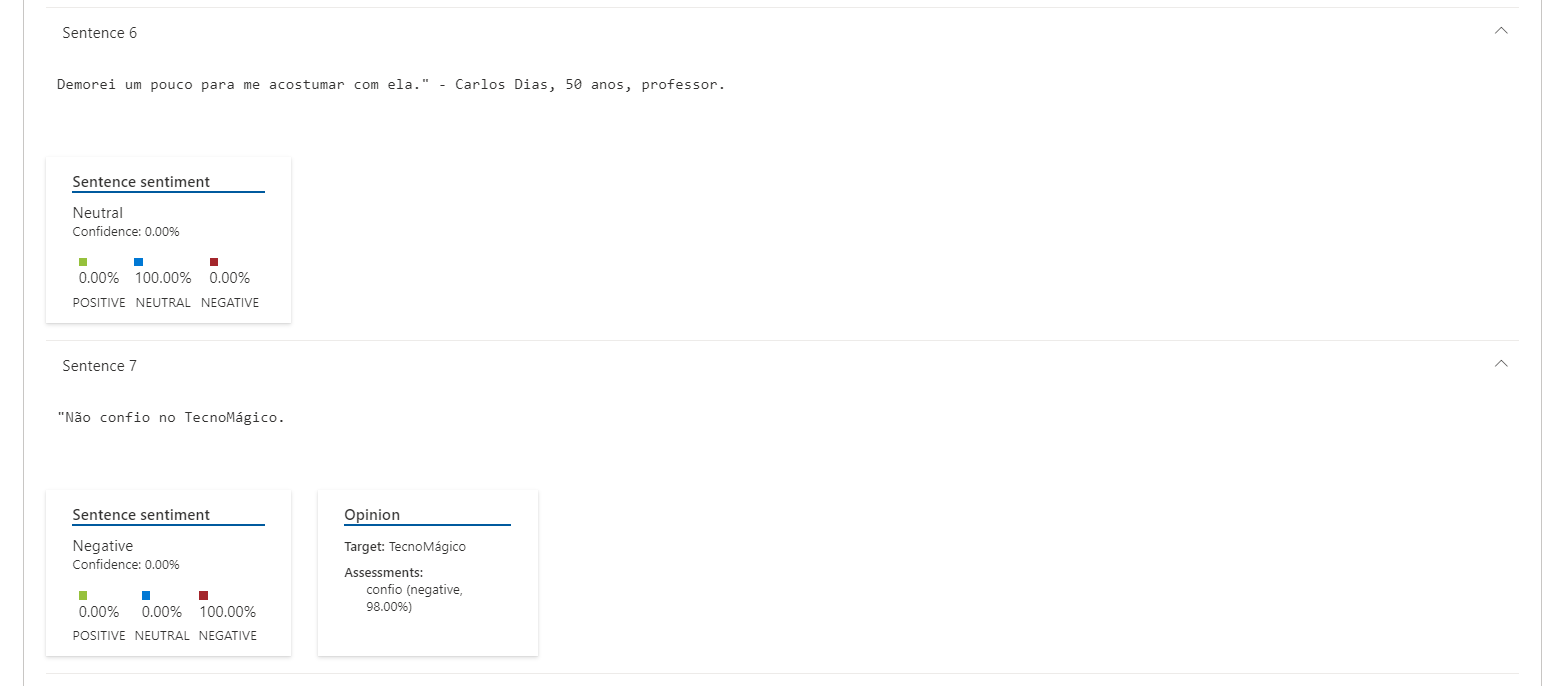 Sentence 6
Demorei um pouco para me acostumar com ela." - Carlos Dias, 50 anos, professor.
Sentence sentiment
Neutral
Confidence: 0.00%
0.00% 100.00% 0.00%
POSITIVE NEUTRAL NEGATIVE
Sentence 7
"Não confio no TecnoMágico.
Sentence sentiment
Negative
Confidence: 0.00%
0.00% 0.00% 100.00%
POSITIVE NEUTRAL NEGATIVE
Opinion
Target: TecnoMágico
Assessments:
confio (negative,
98.00%)